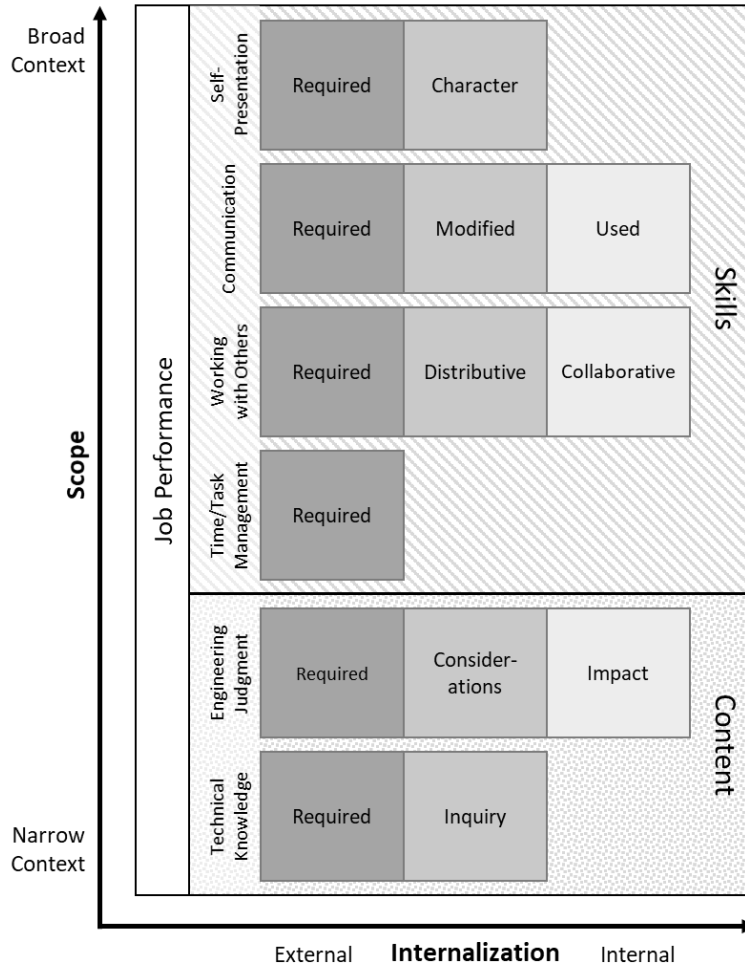 Broad
Context
Self-
Presentation
Required
Character
Communication
Required
Modified
Used
Skills
Working
with Others
Required
Distributive
Collaborative
Scope
Job Performance
Time/Task
Management
Required
Engineering
Judgment
Required
Consider-
ations
Impact
Content
Technical
Knowledge
Required
Inquiry
Narrow
Context
External
Internalization
Internal